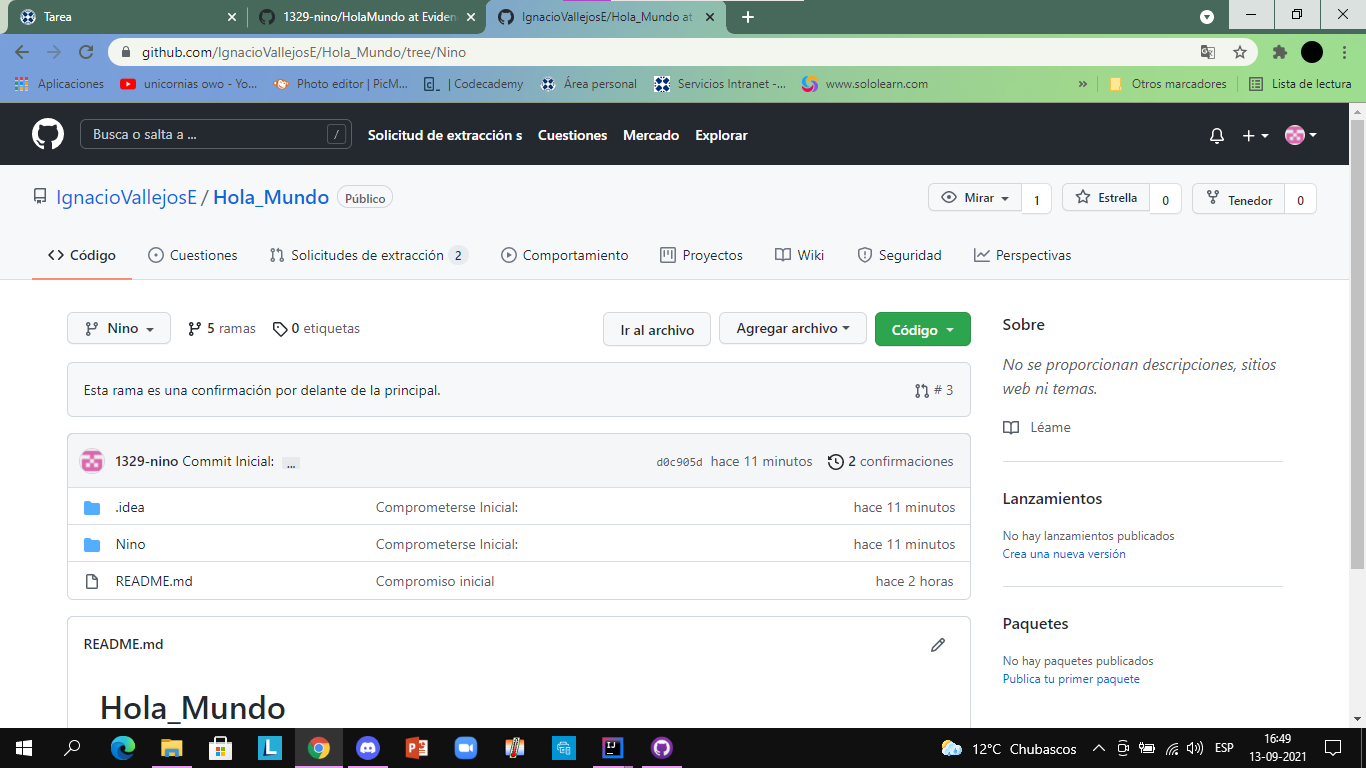 Tarea
1329-nino/HolaMundo at Eviden
IgnacioVallejosE/Hola_Mundo at
github.com/IgnacioVallejosE/Hola_Mundo/tree/Nino
Aplicaciones
unicornias owo - Yo...
Photo editor | PicM...
| Codecademy
Área personal
Servicios Intranet -...
www.sololearn.com
»
Otros marcadores
Lista de lectura
Busca o salta a ...
/
Solicitud de extracción s
Cuestiones
Mercado
Explorar
IgnacioVallejosE / Hola_Mundo
Público
Mirar
1
Estrella
0
Tenedor
0
Código
Cuestiones
Solicitudes de extracción 2
Comportamiento
Proyectos
Wiki
Seguridad
Perspectivas
Nino
5 ramas
0 etiquetas
Ir al archivo
Agregar archivo
Código
Esta rama es una confirmación por delante de la principal.
# 3
1329-nino Commit Inicial: ...
d0c905d hace 11 minutos
2 confirmaciones
.idea
Comprometerse Inicial:
hace 11 minutos
Nino
Comprometerse Inicial:
hace 11 minutos
README.md
Compromiso inicial
hace 2 horas
README.md
Hola_Mundo
Sobre
No se proporcionan descripciones, sitios
web ni temas.
Léame
Lanzamientos
No hay lanzamientos publicados
Crea una nueva versión
Paquetes
No hay paquetes publicados
Publica tu primer paquete
12°C Chubascos
ESP
16:49
13-09-2021